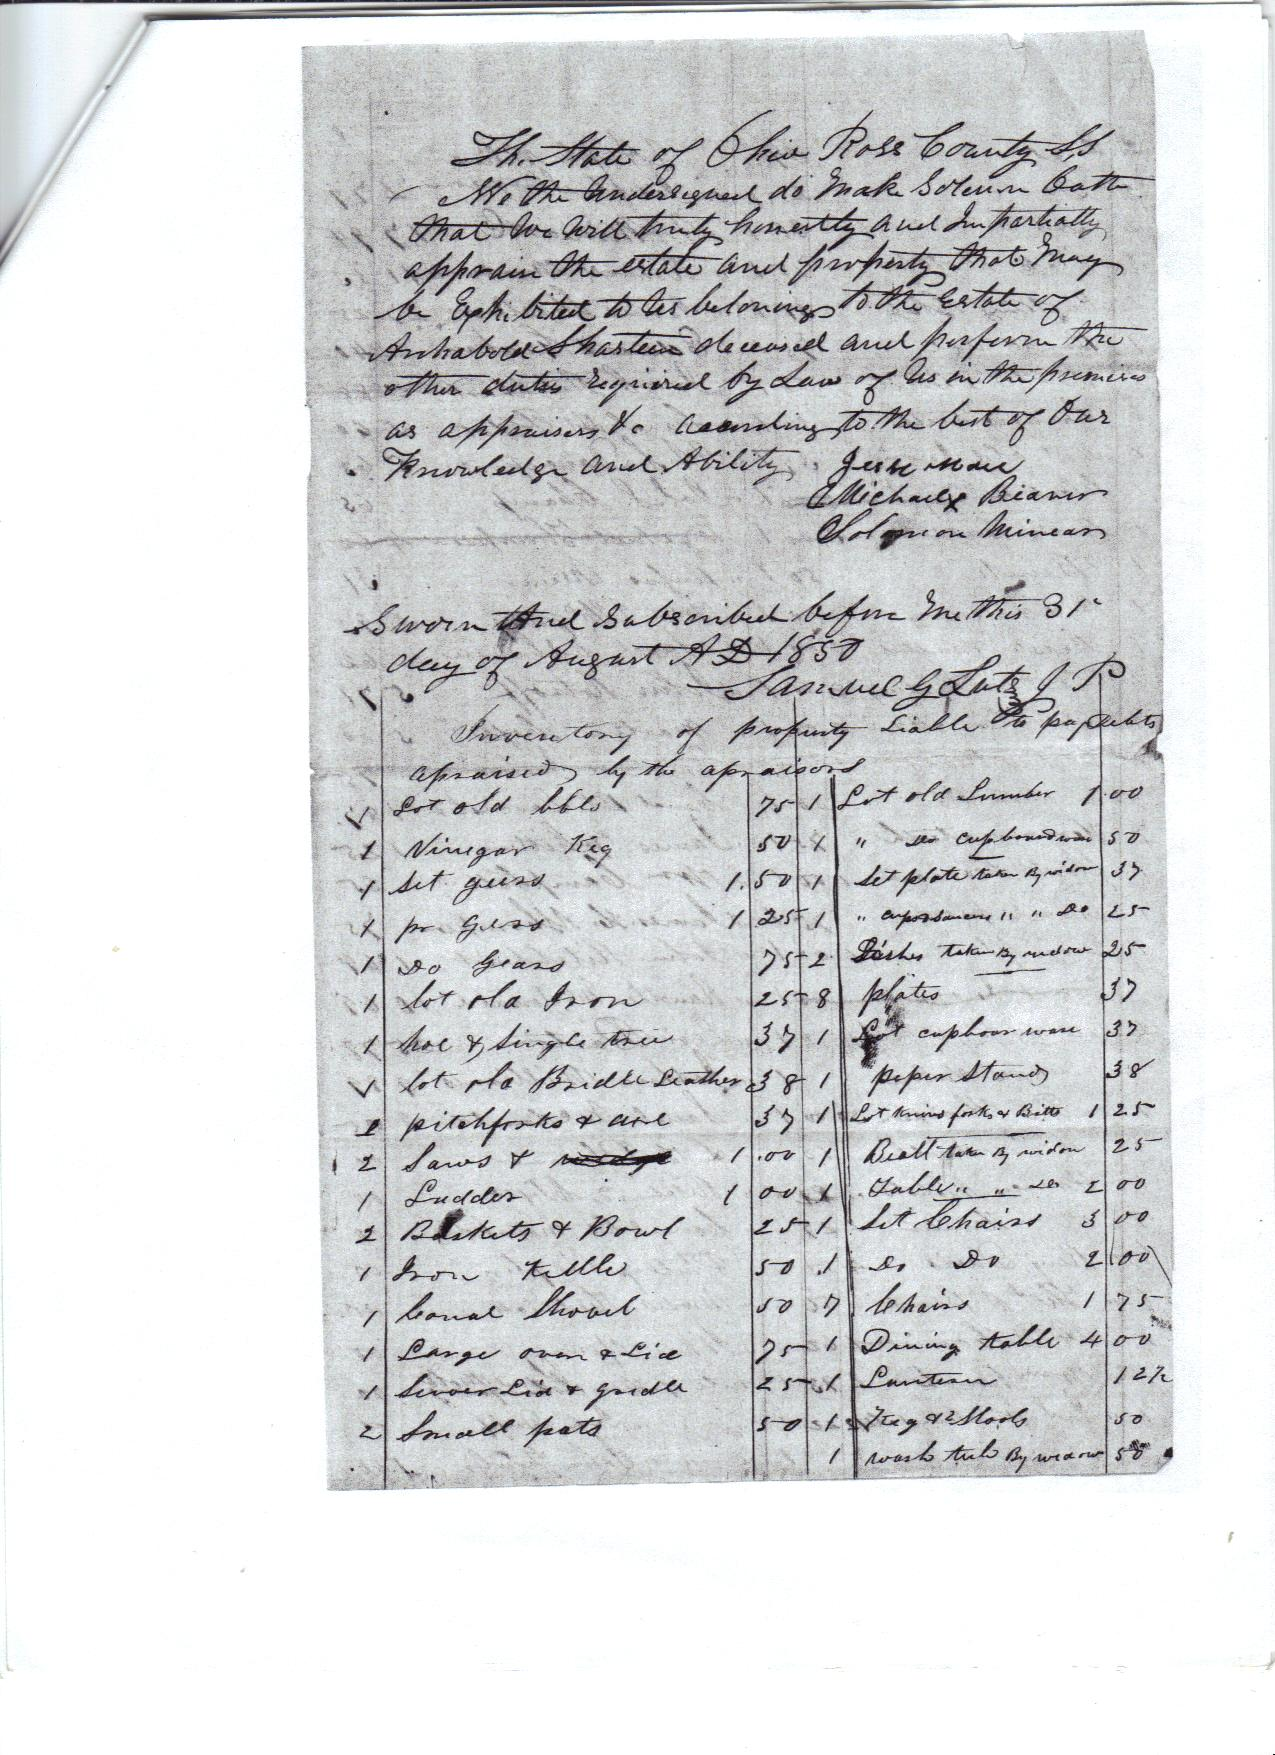 The State of Ohio Ross County SS
We the Undersigned do Make Solemn Oath
that We Will truly honestly and Impartially
appraise the estate and property that May
be Exhibited to Us belonging to the Estate of
Archabold deceased and perform the
other duties required by Law of Us in the premises
as appraisers &c according to the best of Our
Knowledge and Ability
Jesse
Michael X Beaver
Solomon Minear
Sworn And Subscribed before Me this 31
day of August AD 1850
Samuel G Lutz J P
Inventory of property Liable to pay debts
apraised by the apraisors
1 Lot old bbls 75
1 Vinegar Keg 50
1 Set gears 1.50
1 pr Gears 1 25
1 Do Gears 75
1 lot old Iron 25
1 hoe & Single tree 37
1 lot old Bridle Leather 38
2 pitchforks & axe 37
2 Saws & 1.00
1 Ladder 1 00
2 Baskets & Bowl 25
1 Iron Kettle 50
1 Canal Shovel 50
1 Large oven & Lid 75
1 Lid & gridle 25
2 Small pots 50
1 Lot old Lumber 1.00
1 " Do cupboardware 50
1 Set plate taken By widow 37
1 " cups & saucers " " Do 25
2 Dishes taken By widow 25
8 plates 37
1 Lot cupboar ware 37
1 peper Stand 38
1 Lot knives forks & 1 25
1 taken By widow 25
1 Table " " Do 2 00
1 Set Chairs 3 00
1 Do Do 2 00
7 Chairs 1 75
1 Dining table 4 00
1 Lantern 12½
1 Keg & 2 Stools 50
1 wash tub By widow 50